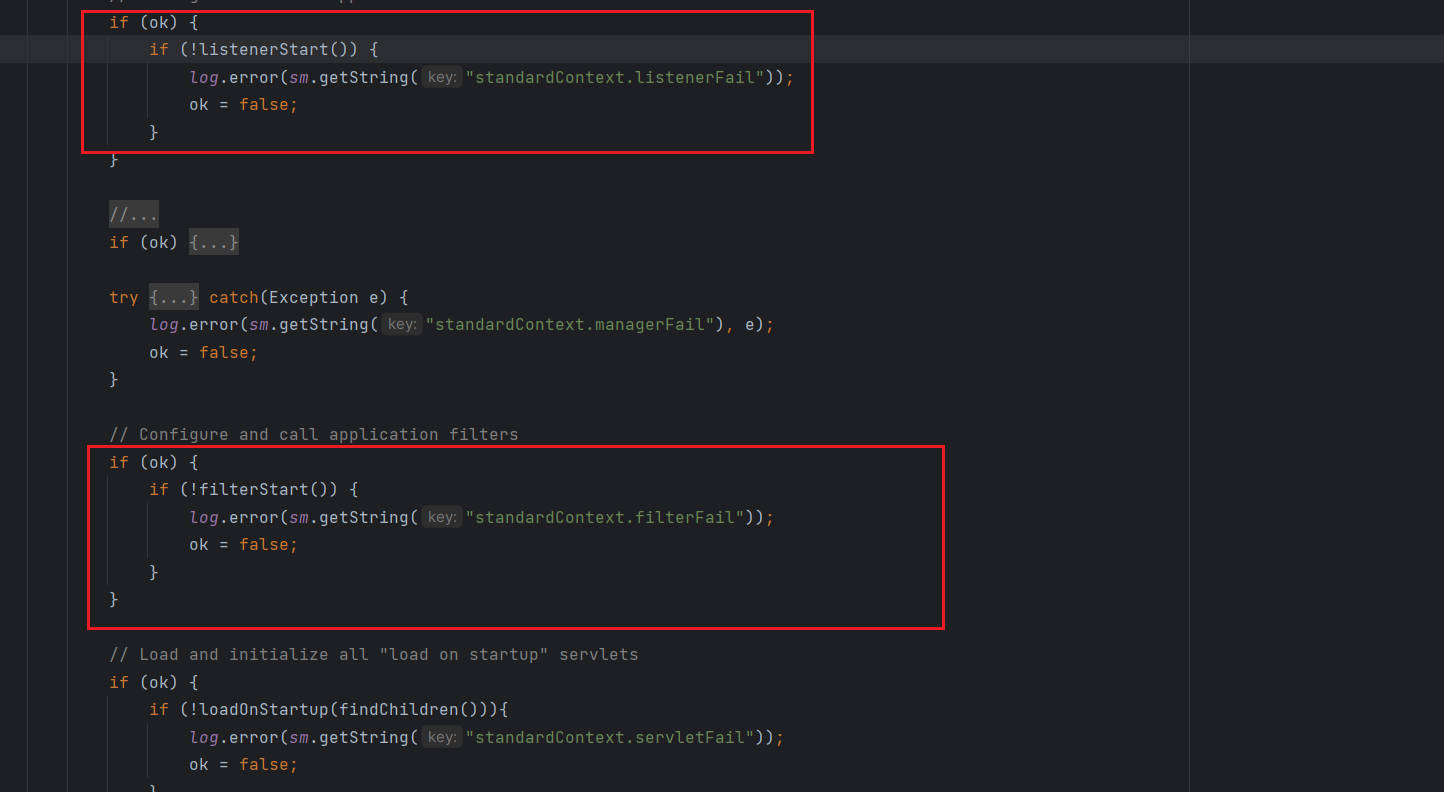 if (ok) {
if (!listenerStart()) {
log.error(sm.getString( key: "standardContext.listenerFail"));
ok = false;
}
}
//...
if (ok) {...}
try {...} catch(Exception e) {
log.error(sm.getString( key: "standardContext.managerFail"), e);
ok = false;
}
// Configure and call application filters
if (ok) {
if (!filterStart()) {
log.error(sm.getString( key: "standardContext.filterFail"));
ok = false;
}
}
// Load and initialize all "load on startup" servlets
if (ok) {
if (!loadOnStartup(findChildren())){
log.error(sm.getString( key: "standardContext.servletFail"));
ok = false;
}